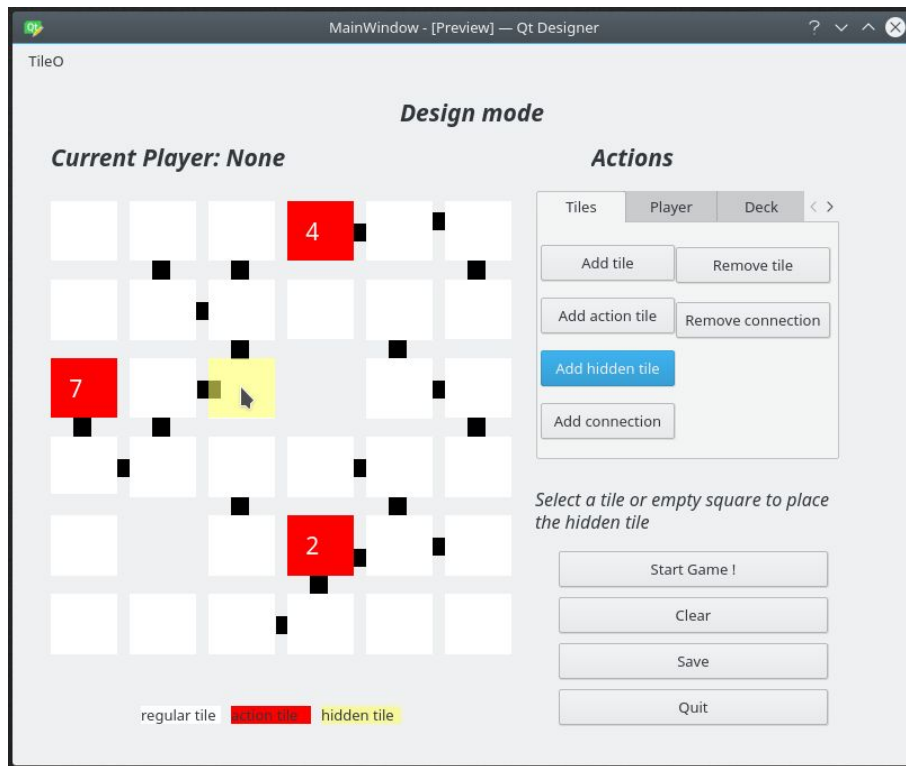 MainWindow - [Preview] — Qt Designer
TileO
Design mode
Current Player: None
Actions
Tiles
Player
Deck
4
Add tile
Remove tile
Add action tile
Remove connection
7
Add hidden tile
Add connection
Select a tile or empty square to place
the hidden tile
2
Start Game !
Clear
Save
Quit
regular tile
action tile
hidden tile